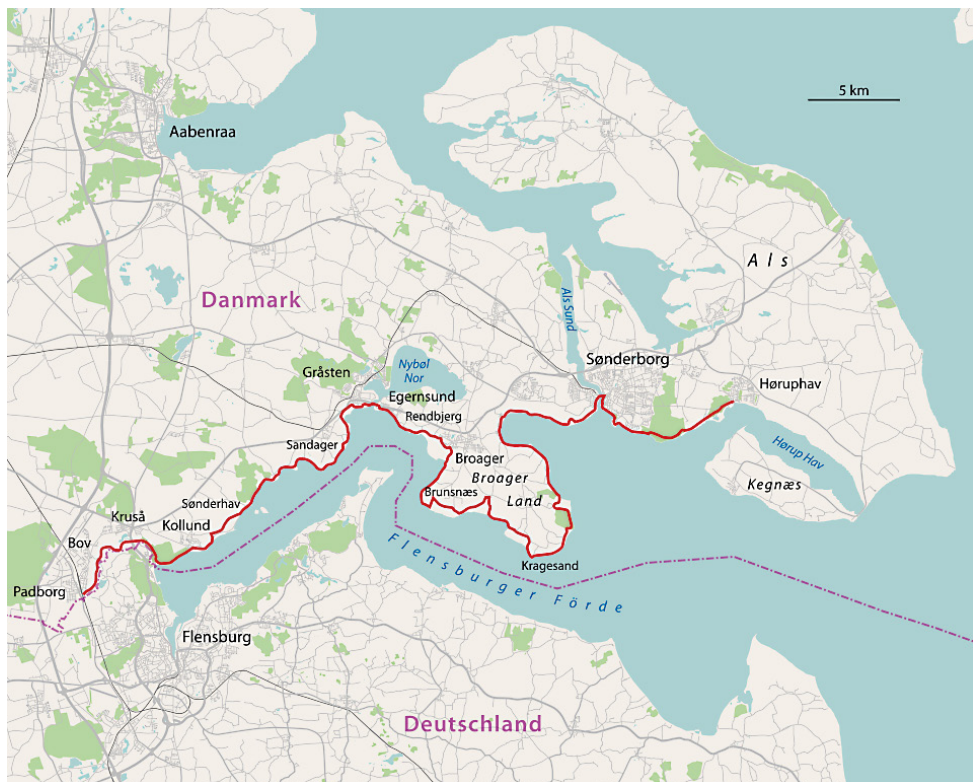 5 km
Aabenraa
Als
Danmark
Als Sund
Sønderborg
Gråsten
Nybøl
Nor
Høruphav
Egernsund
Rendbjerg
Sandager
Broager
Hørup Hav
Broager
Land
Kegnæs
Brunsnæs
Sønderhav
Kruså
Kollund
Bov
Kragesand
Padborg
Flensburger Förde
Flensburg
Deutschland